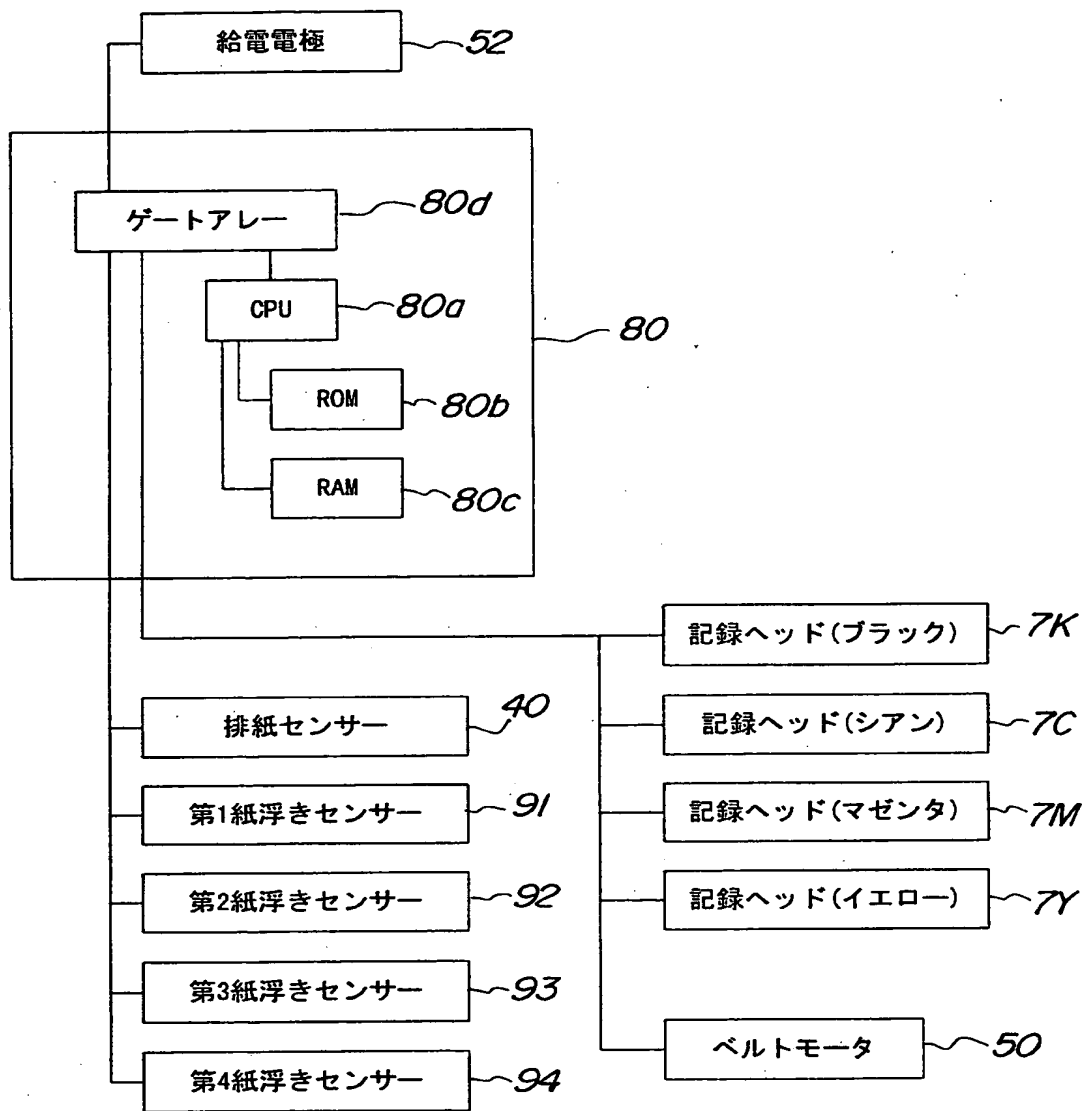 給電電極 52
ゲートアレー 80d
CPU 80a
80
ROM 80b
RAM 80c
記録ヘッド(ブラック) 7K
排紙センサー 40
記録ヘッド(シアン) 7C
第1紙浮きセンサー 91
記録ヘッド(マゼンタ) 7M
第2紙浮きセンサー 92
記録ヘッド(イエロー) 7Y
第3紙浮きセンサー 93
ベルトモータ 50
第4紙浮きセンサー 94